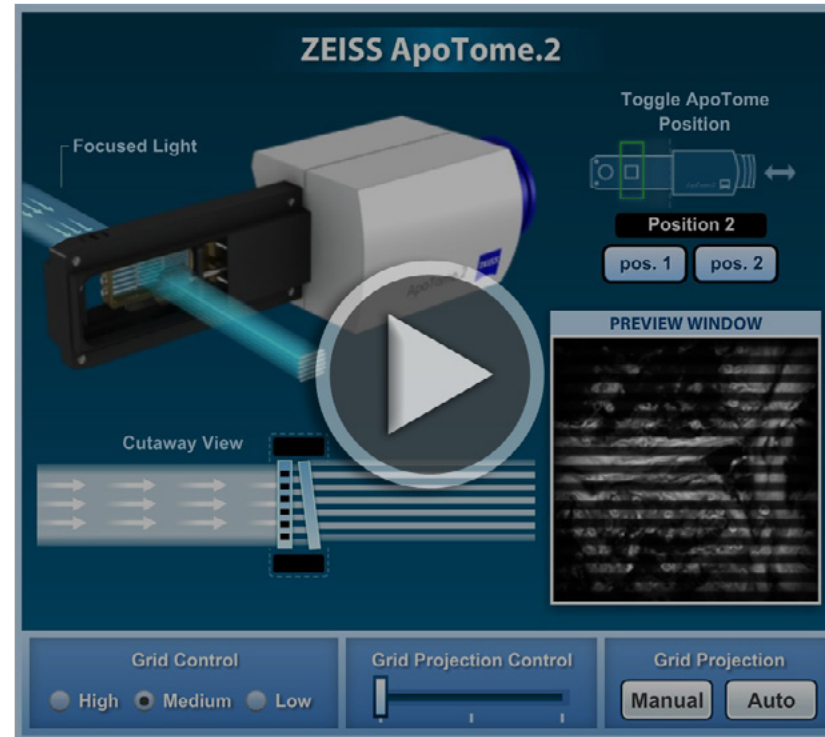 ZEISS ApoTome.2
Toggle ApoTome
Position
Focused Light
Position 2
pos. 1
pos. 2
ZEISS
PREVIEW WINDOW
Cutaway View
Grid Control
High
Medium
Low
Grid Projection Control
Grid Projection
Manual
Auto